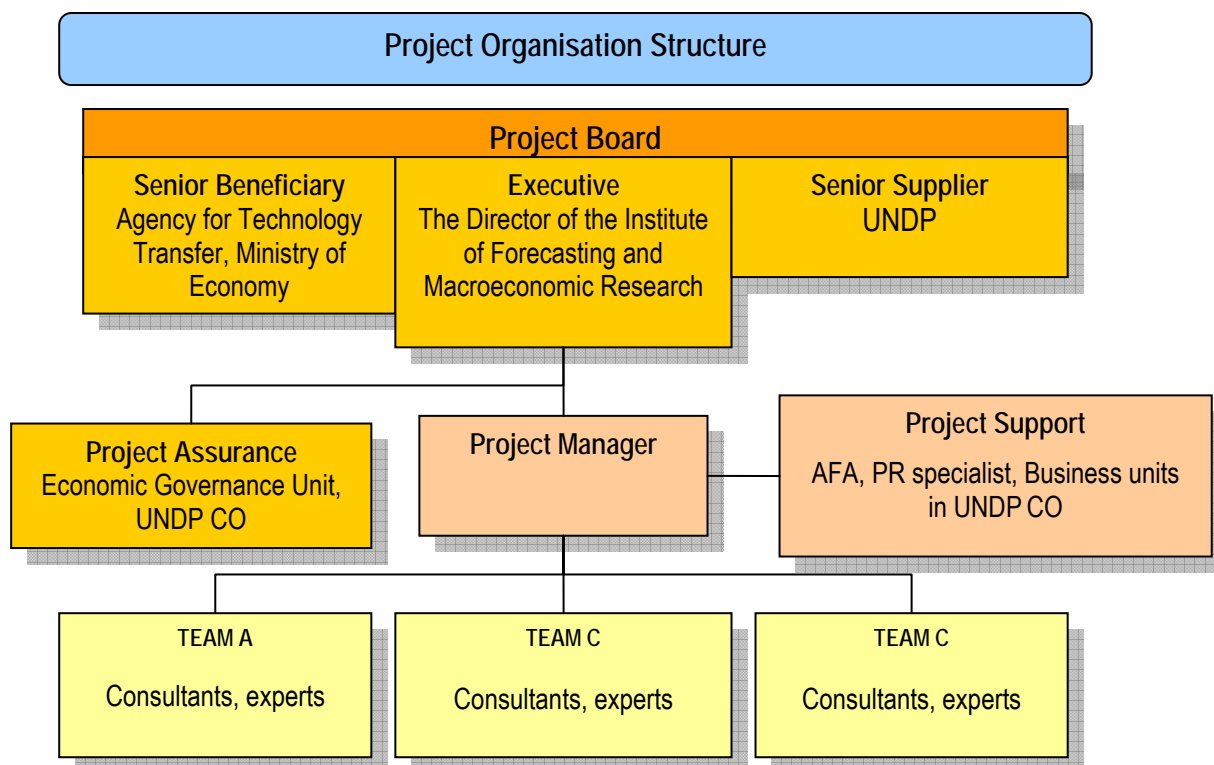 Project Organisation Structure
Project Board
Senior Beneficiary
Agency for Technology
Transfer, Ministry of
Economy
Executive
The Director of the Institute
of Forecasting and
Macroeconomic Research
Senior Supplier
UNDP
Project Assurance
Economic Governance Unit,
UNDP CO
Project Manager
Project Support
AFA, PR specialist, Business units
in UNDP CO
TEAM A
Consultants, experts
TEAM C
Consultants, experts
TEAM C
Consultants, experts